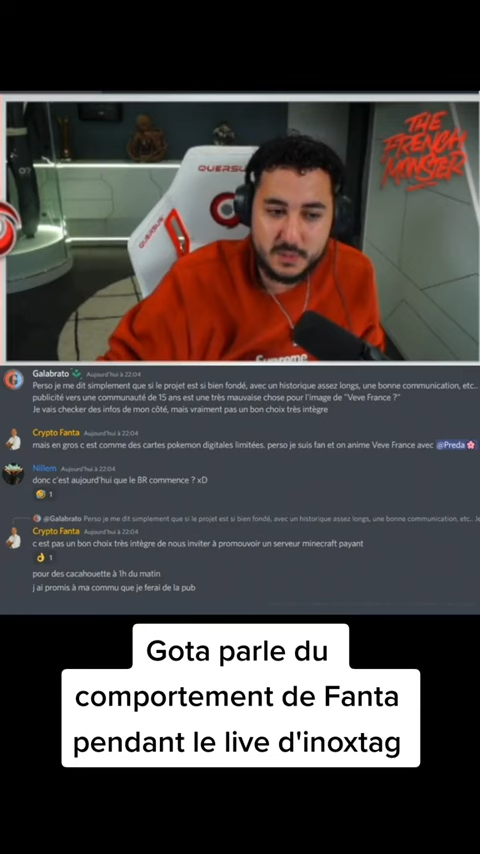 THE
FRENCH
MONSTER
QUERSUS
QUERSUS
Supreme
Galabrato Aujourd'hui à 22:04
Perso je me dit simplement que si le projet est si bien fondé, avec un historique assez longs, une bonne communication, etc..
publicité vers une communauté de 15 ans est une très mauvaise chose pour l'image de "Veve France ?"
Je vais checker des infos de mon côté, mais vraiment pas un bon choix très intègre
Crypto Fanta Aujourd'hui à 22:04
mais en gros c est comme des cartes pokemon digitales limitées. perso je suis fan et on anime Veve France avec @Preda
Nillem Aujourd'hui à 22:04
donc c'est aujourd'hui que le BR commence ? xD
1
@Galabrato Perso je me dit simplement que si le projet est si bien fondé, avec un historique assez longs, une bonne communication, etc..
Crypto Fanta Aujourd'hui à 22:04
c est pas un bon choix très intègre de nous inviter à promouvoir un serveur minecraft payant
1
pour des cacahouette à 1h du matin
j ai promis à ma commu que je ferai de la pub
Gota parle du
comportement de Fanta
pendant le live d'inoxtag